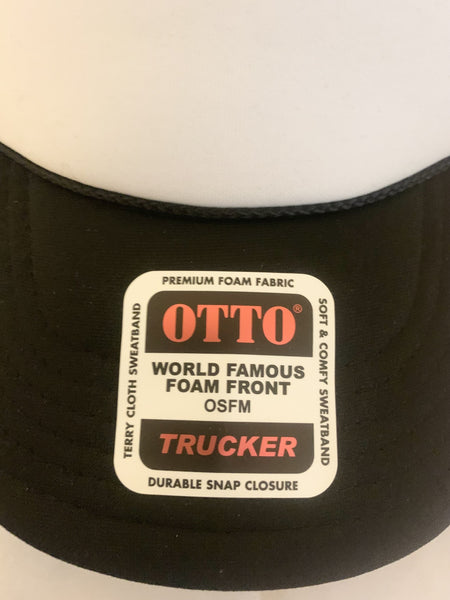 PREMIUM FOAM FABRIC
OTTO®
WORLD FAMOUS
FOAM FRONT
OSFM
TRUCKER
DURABLE SNAP CLOSURE
TERRY CLOTH SWEATBAND
SOFT & COMFY SWEATBAND